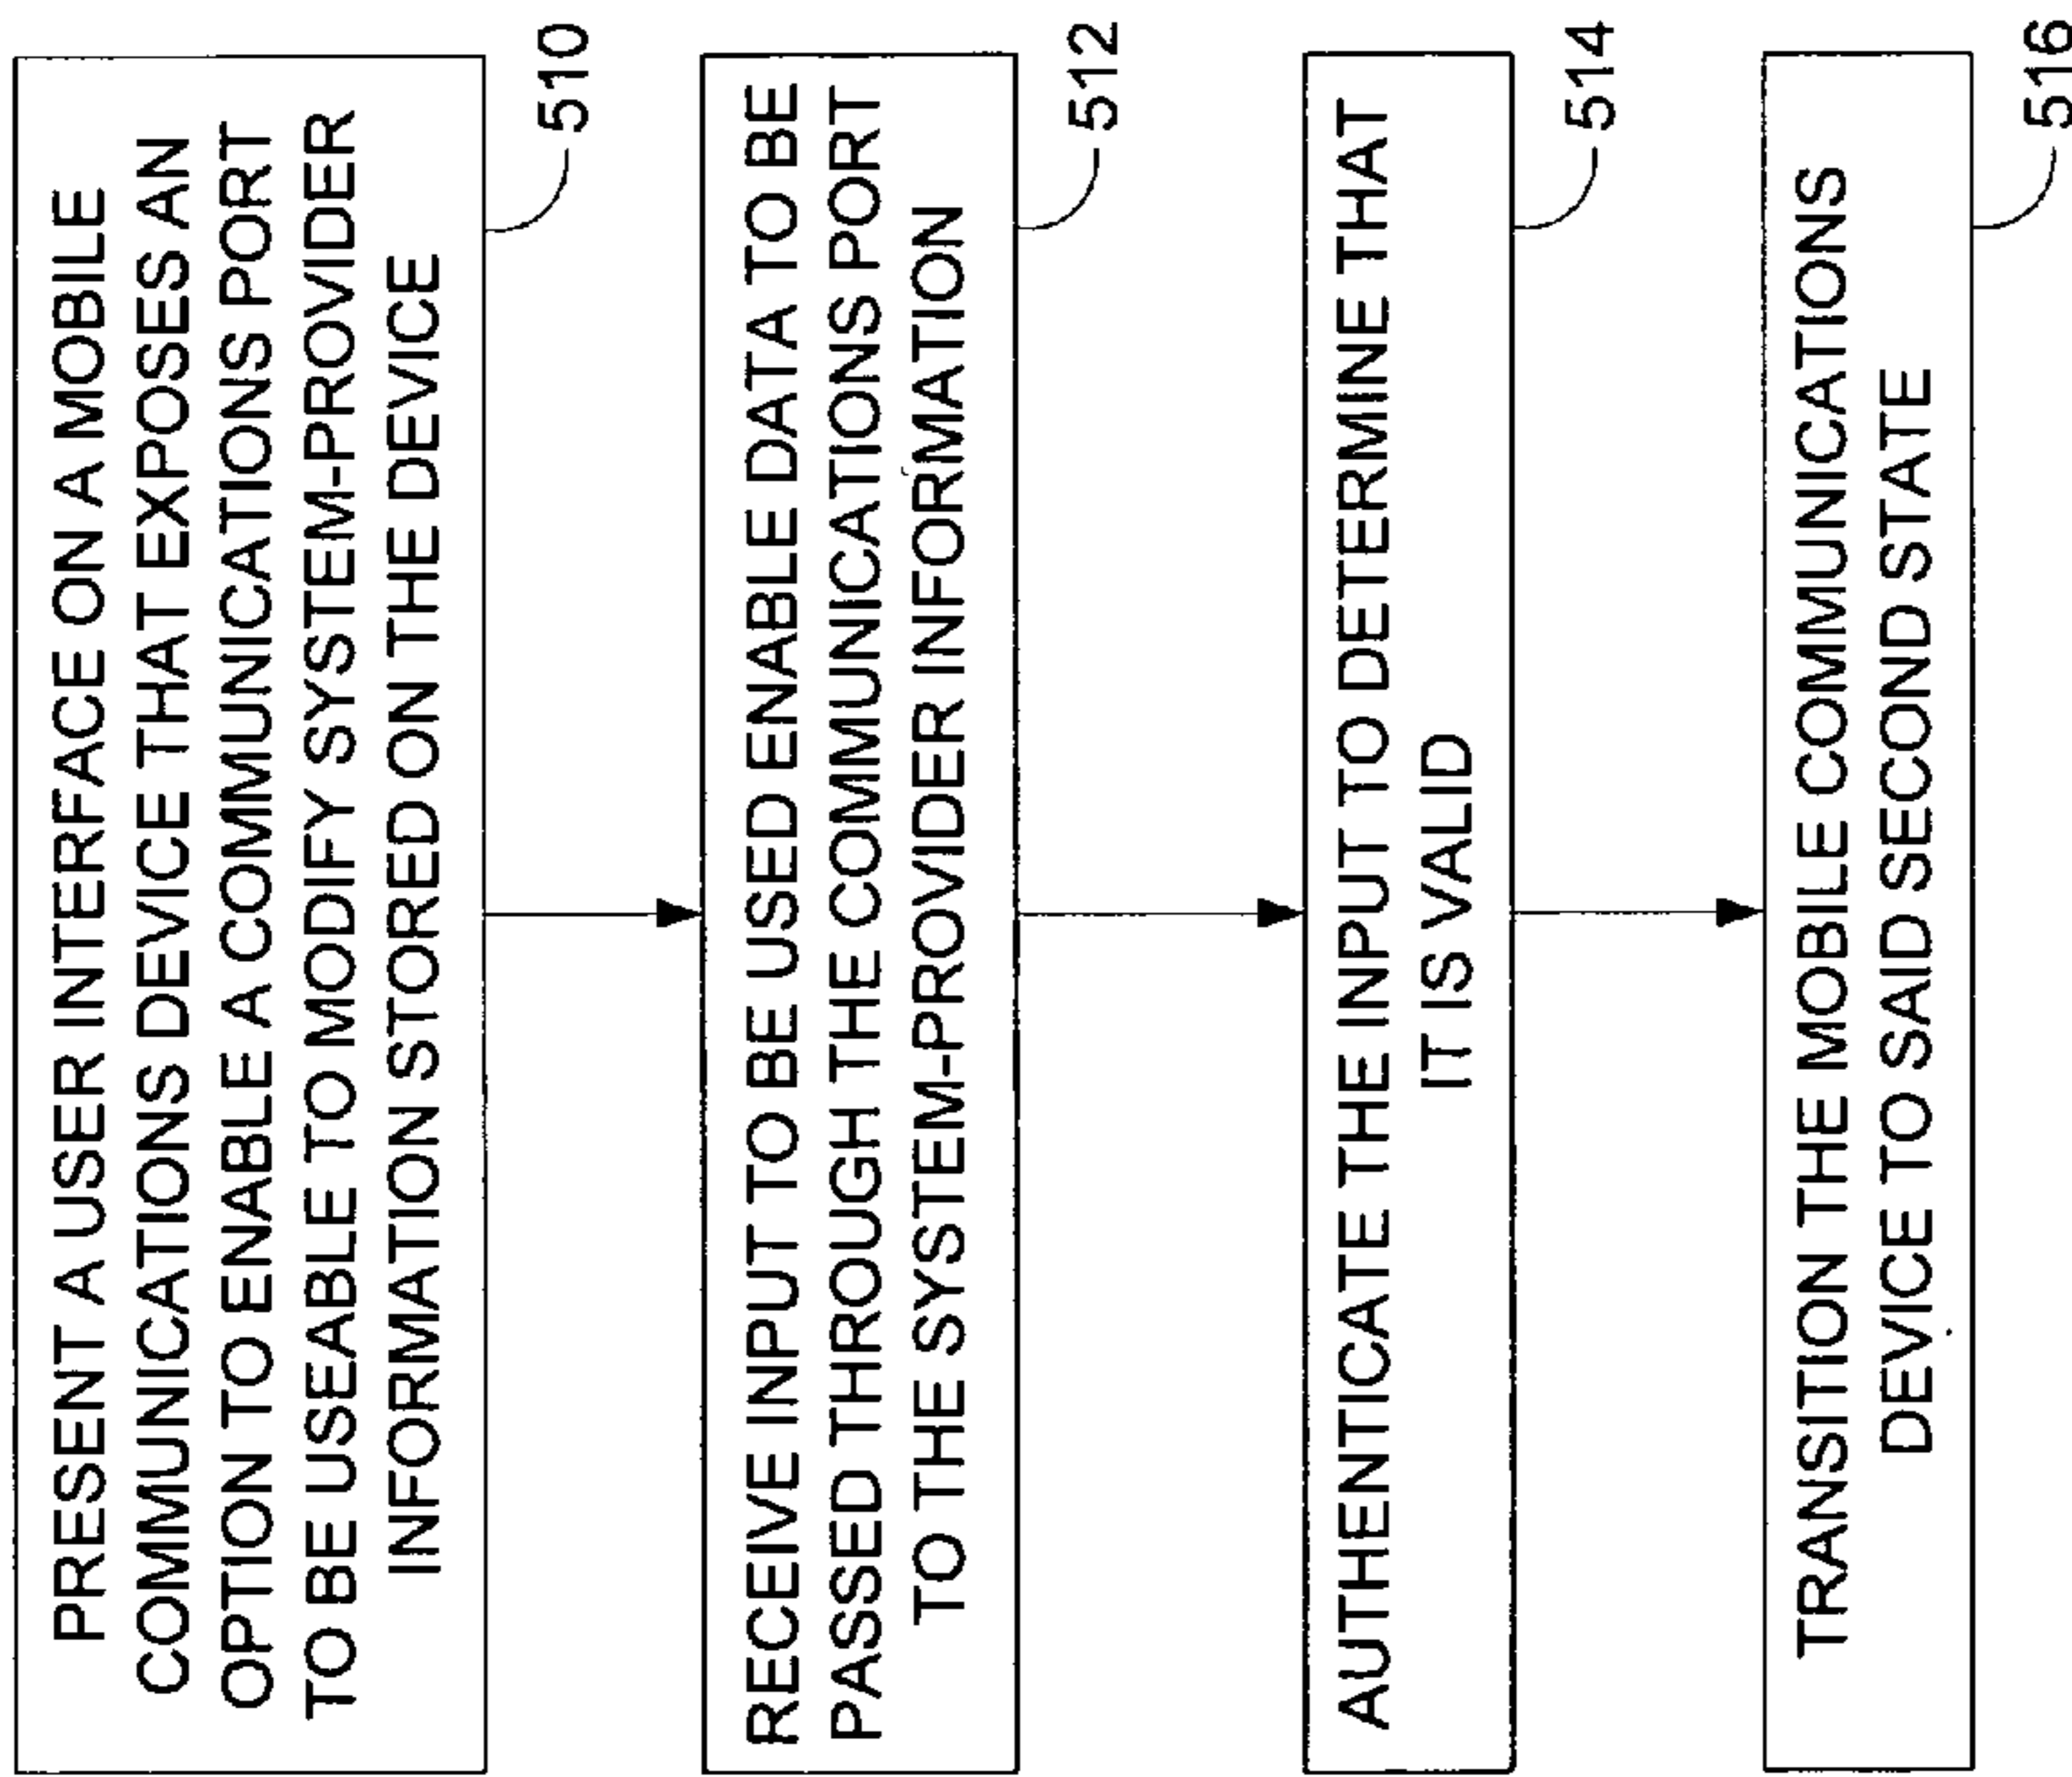 PRESENT A USER INTERFACE ON A MOBILE
COMMUNICATIONS DEVICE THAT EXPOSES AN
OPTION TO ENABLE A COMMUNICATIONS PORT
TO BE USEABLE TO MODIFY SYSTEM-PROVIDER
INFORMATION STORED ON THE DEVICE
510
RECEIVE INPUT TO BE USED ENABLE DATA TO BE
PASSED THROUGH THE COMMUNICATIONS PORT
TO THE SYSTEM-PROVIDER INFORMATION
512
AUTHENTICATE THE INPUT TO DETERMINE THAT
IT IS VALID
514
TRANSITION THE MOBILE COMMUNICATIONS
DEVICE TO SAID SECOND STATE
516